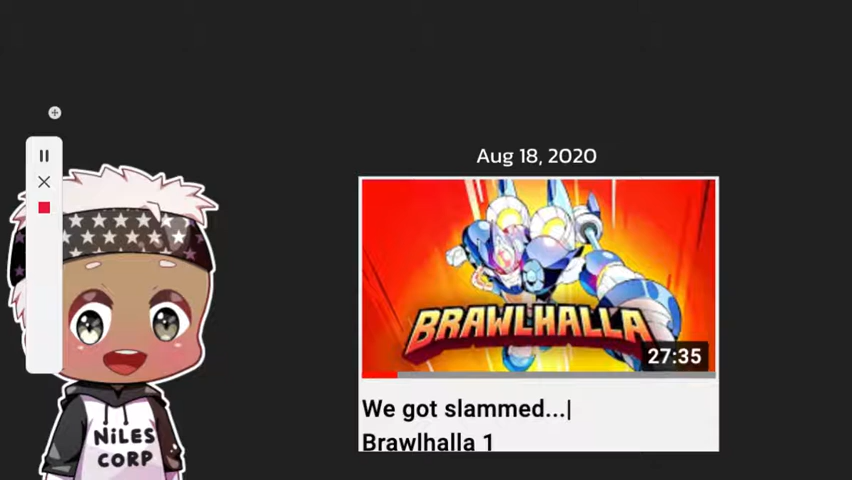 Aug 18, 2020
BRAWLHALLA
27:35
We got slammed...|
Brawlhalla 1
NiLES
CORP